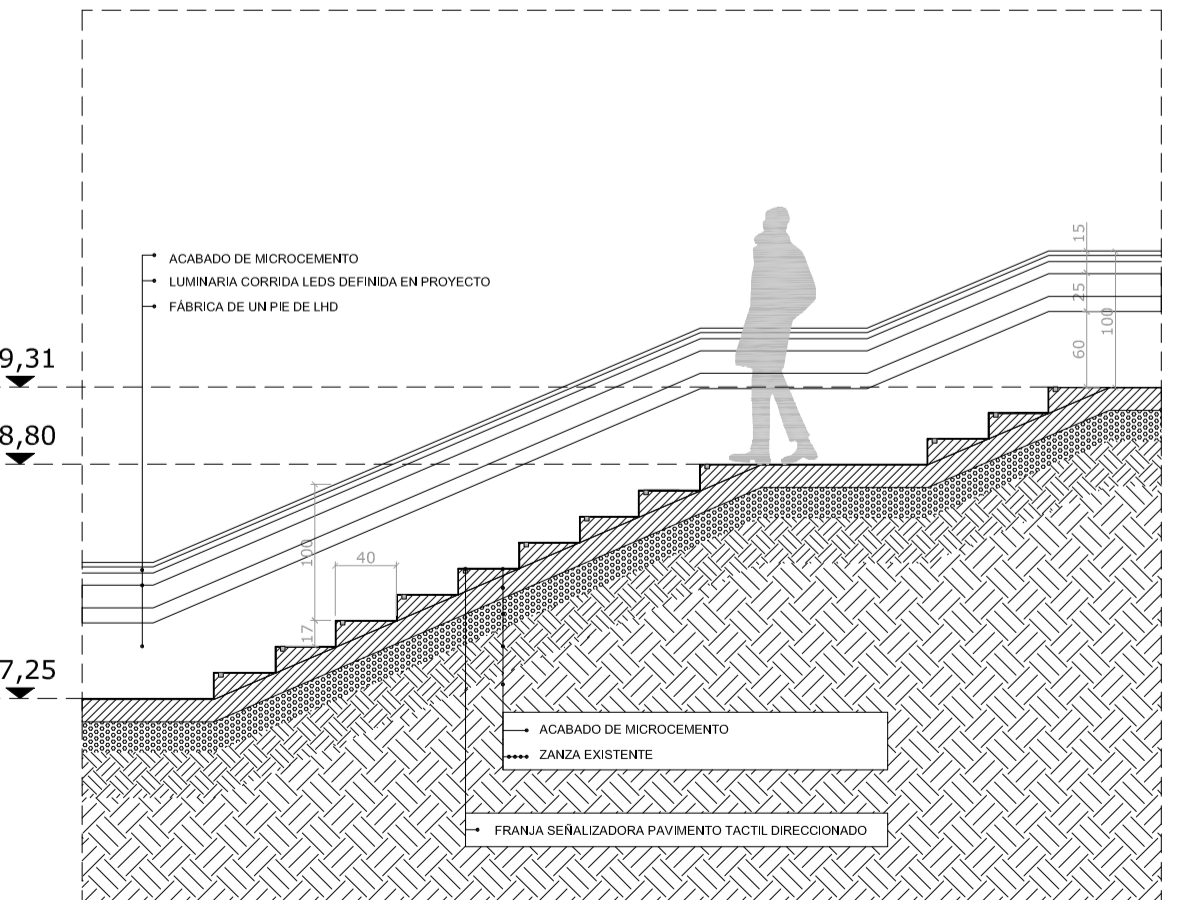 ACABADO DE MICROCEMENTO
LUMINARIA CORRIDA LEDS DEFINIDA EN PROYECTO
FÁBRICA DE UN PIE DE LHD
15
25
100
60
9,31
8,80
100
40
17
7,25
ACABADO DE MICROCEMENTO
ZANZA EXISTENTE
FRANJA SEÑALIZADORA PAVIMENTO TACTIL DIRECCIONADO